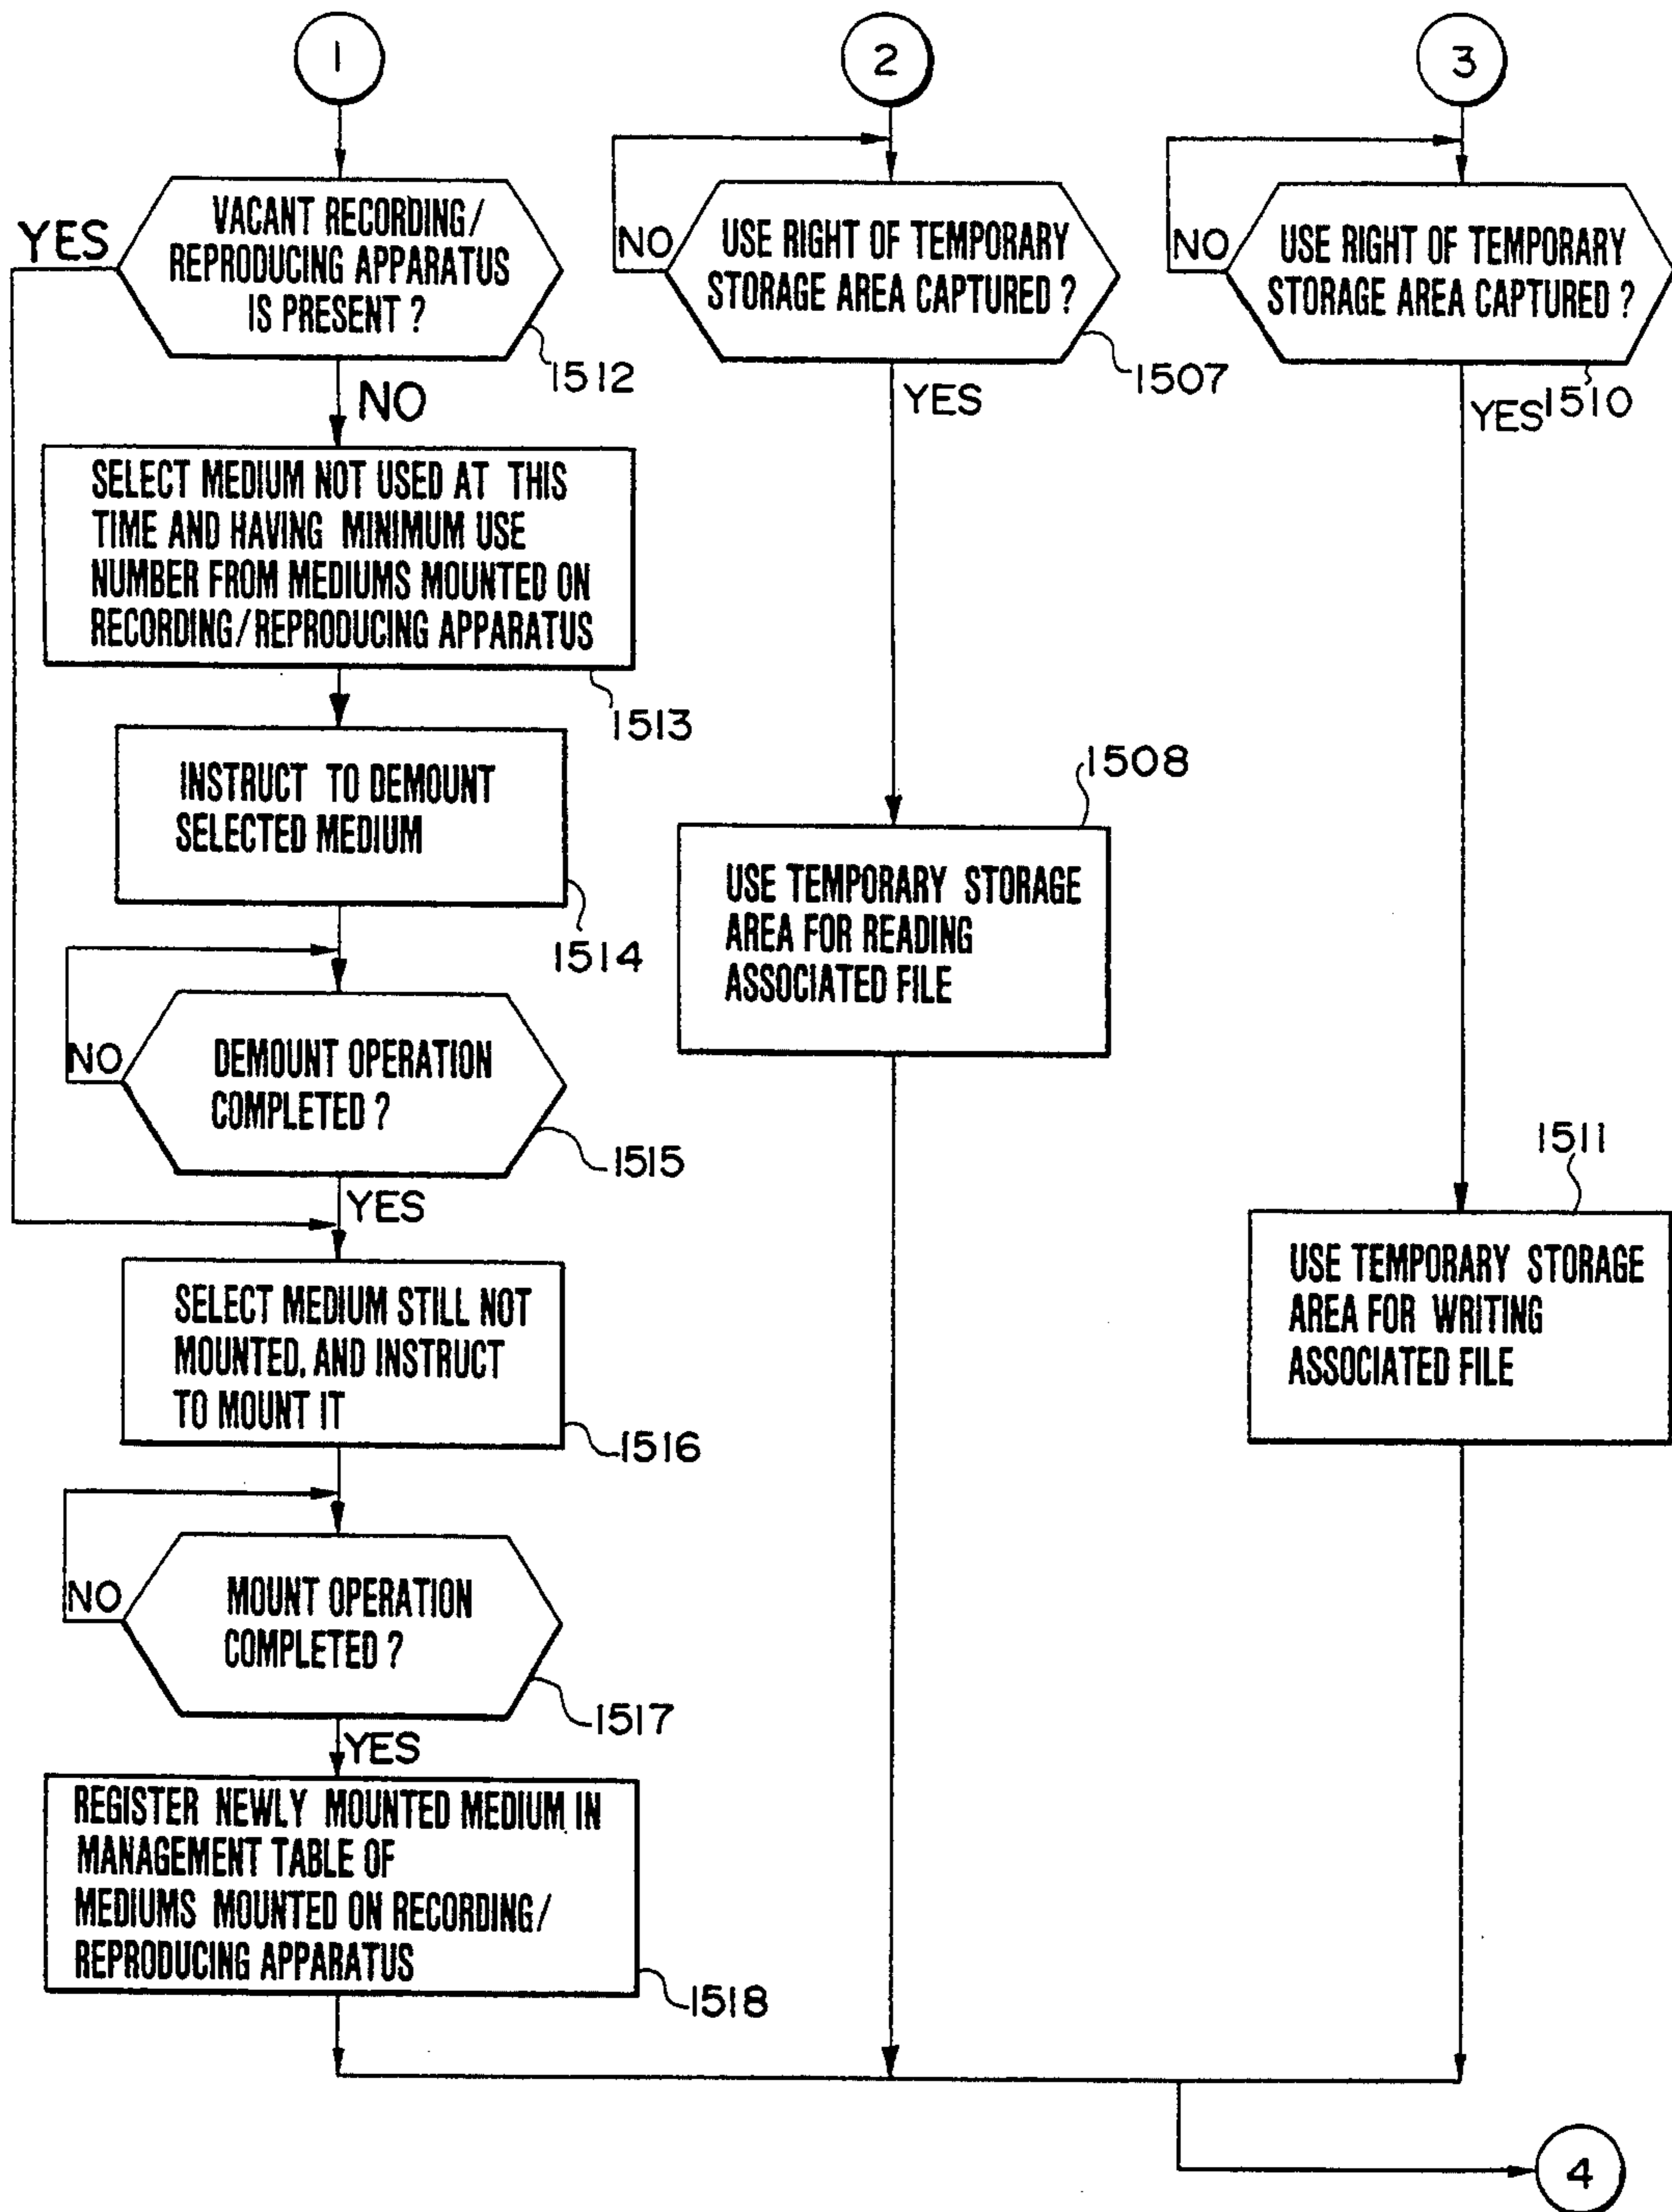 1
2
3
VACANT RECORDING/
REPRODUCING APPARATUS
IS PRESENT ?
YES
1512
NO
SELECT MEDIUM NOT USED AT THIS
TIME AND HAVING MINIMUM USE
NUMBER FROM MEDIUMS MOUNTED ON
RECORDING/REPRODUCING APPARATUS
1513
INSTRUCT TO DEMOUNT
SELECTED MEDIUM
1514
DEMOUNT OPERATION
COMPLETED ?
NO
1515
YES
SELECT MEDIUM STILL NOT
MOUNTED, AND INSTRUCT
TO MOUNT IT
1516
MOUNT OPERATION
COMPLETED ?
NO
1517
YES
REGISTER NEWLY MOUNTED MEDIUM IN
MANAGEMENT TABLE OF
MEDIUMS MOUNTED ON RECORDING/
REPRODUCING APPARATUS
1518
USE RIGHT OF TEMPORARY
STORAGE AREA CAPTURED ?
NO
1507
YES
1508
USE TEMPORARY STORAGE
AREA FOR READING
ASSOCIATED FILE
USE RIGHT OF TEMPORARY
STORAGE AREA CAPTURED ?
NO
1510
YES
1511
USE TEMPORARY STORAGE
AREA FOR WRITING
ASSOCIATED FILE
4